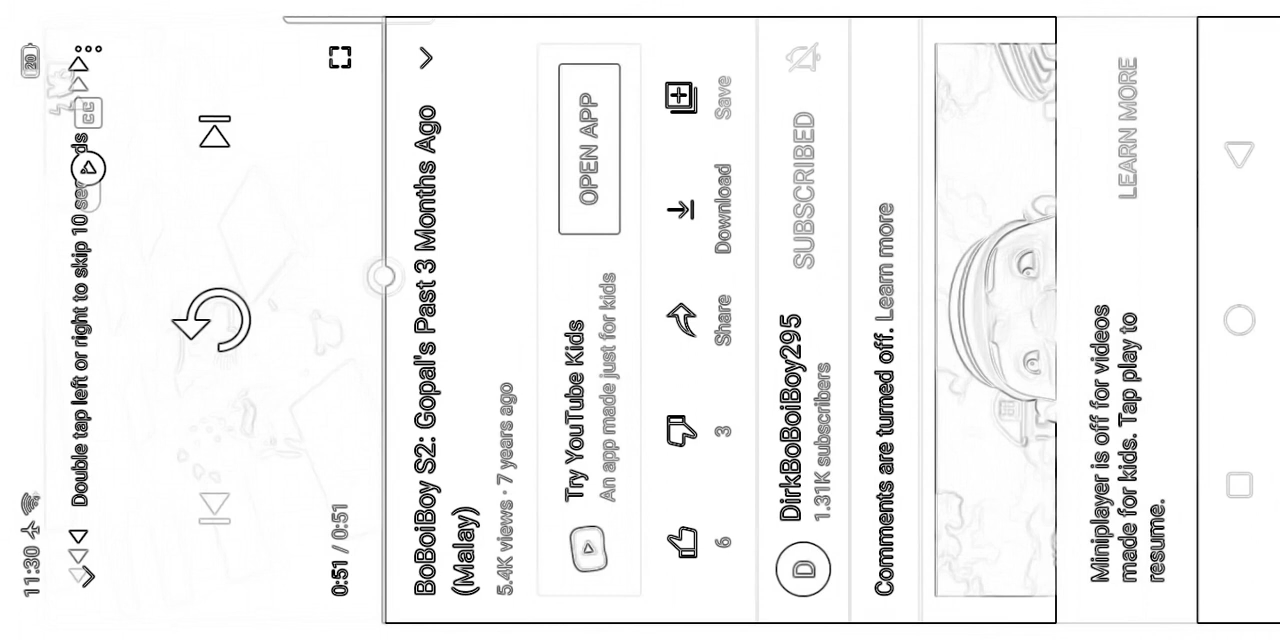 11:30
20
Double tap left or right to skip 10 seconds
CC
0:51 / 0:51
BoBoiBoy S2: Gopal's Past 3 Months Ago
(Malay)
5.4K views · 7 years ago
Try YouTube Kids
An app made just for kids
OPEN APP
6
3
Share
Download
Save
D
DirkBoBoiBoy295
1.31K subscribers
SUBSCRIBED
Comments are turned off. Learn more
Miniplayer is off for videos
made for kids. Tap play to
resume.
LEARN MORE